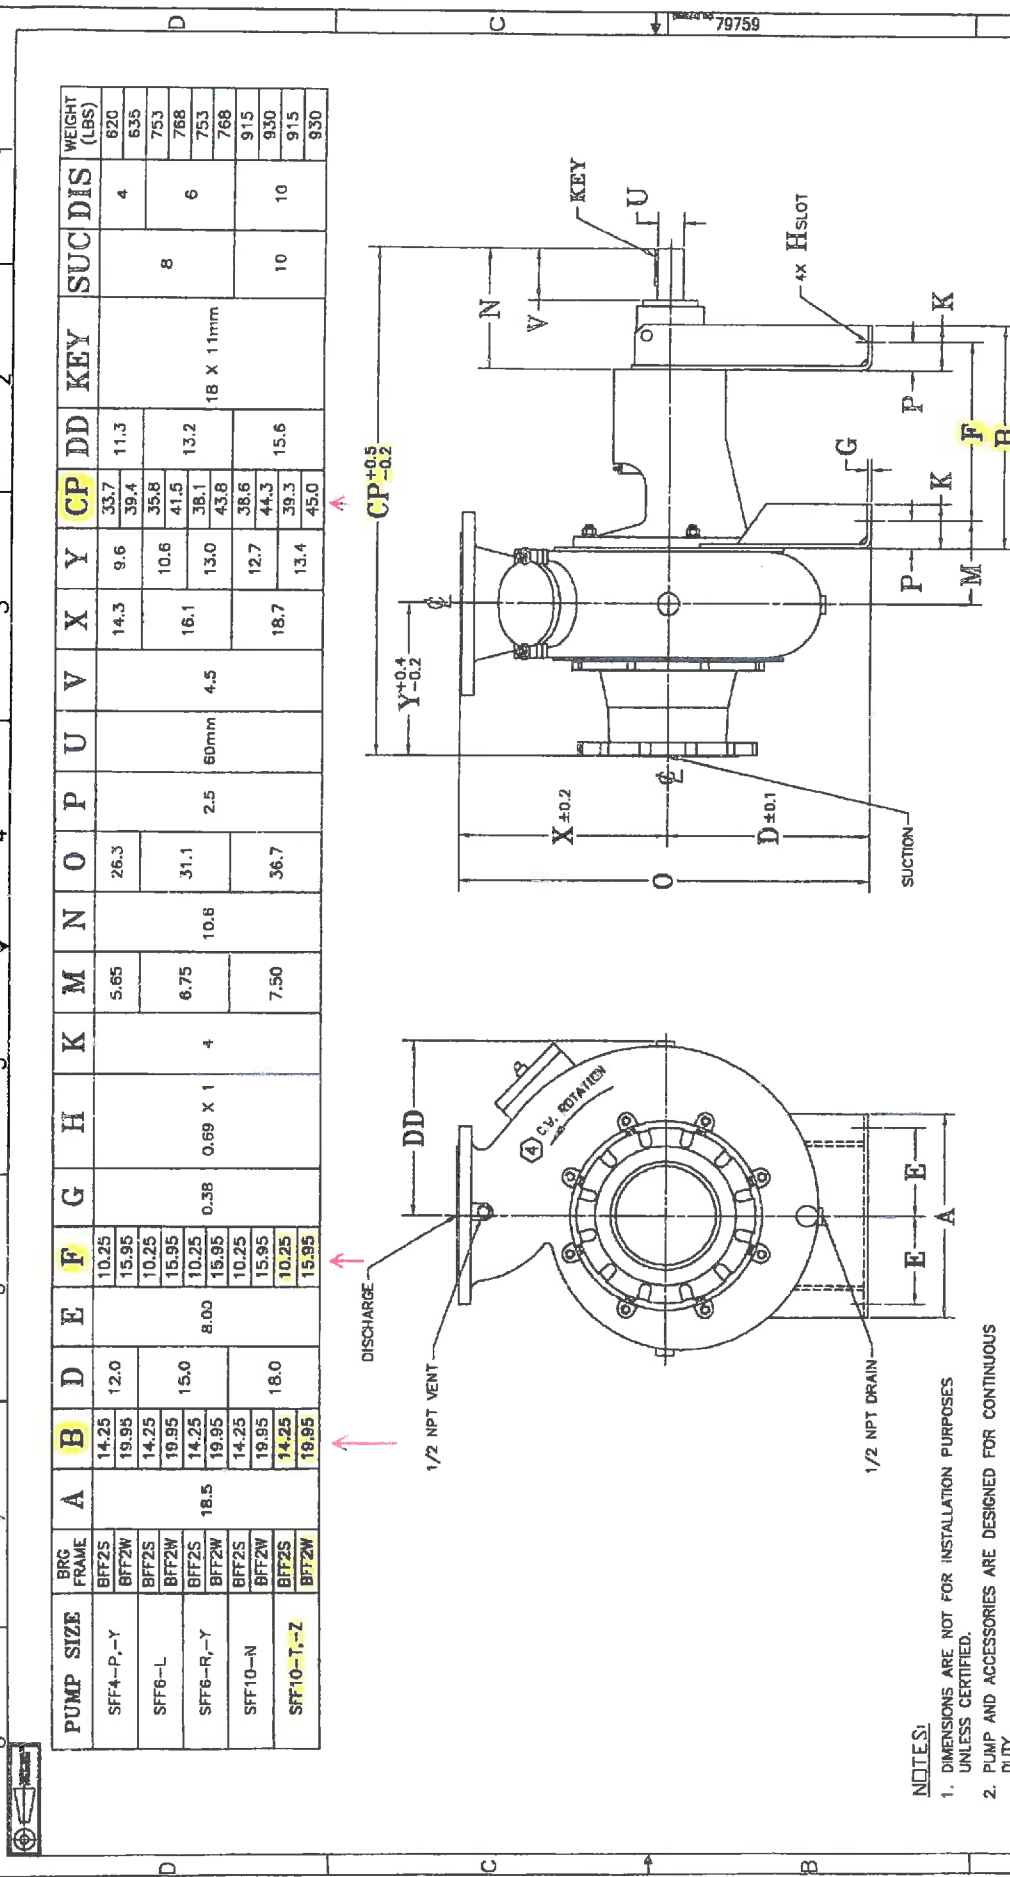 79759
D
C
PUMP SIZE BRG FRAME A B D E F G H K M N O P U V X Y CP DD KEY SUC DIS WEIGHT (LBS)
SFF4-P,-Y BFF2S 18.5 14.25 12.0 8.00 10.25 0.38 0.69 X 1 4 5.65 10.6 26.3 2.5 60mm 4.5 14.3 9.6 33.7 11.3 18 X 11mm 8 4 620
BFF2W 19.95 15.95 39.4 635
SFF6-L BFF2S 14.25 15.0 10.25 6.75 31.1 16.1 10.6 35.8 13.2 6 753
BFF2W 19.95 15.95 41.5 768
SFF6-R,-Y BFF2S 14.25 10.25 13.0 38.1 753
BFF2W 19.95 15.95 43.8 768
SFF10-N BFF2S 14.25 18.0 10.25 7.50 36.7 18.7 12.7 38.6 15.6 10 10 915
BFF2W 19.95 15.95 44.3 930
SFF10-T,-Z BFF2S 14.25 10.25 13.4 39.3 915
BFF2W 19.95 15.95 45.0 930
DISCHARGE
1/2 NPT VENT
DD
4 C.W. ROTATION
E
E
A
1/2 NPT DRAIN
CP +0.5 -0.2
Y +0.4 -0.2
N
V
KEY
U
X ±0.2
D ±0.1
O
SUCTION
4X H SLOT
G
K
K
P
P
M
F
B
NOTES:
1. DIMENSIONS ARE NOT FOR INSTALLATION PURPOSES
UNLESS CERTIFIED.
2. PUMP AND ACCESSORIES ARE DESIGNED FOR CONTINUOUS
DUTY
D
C
B